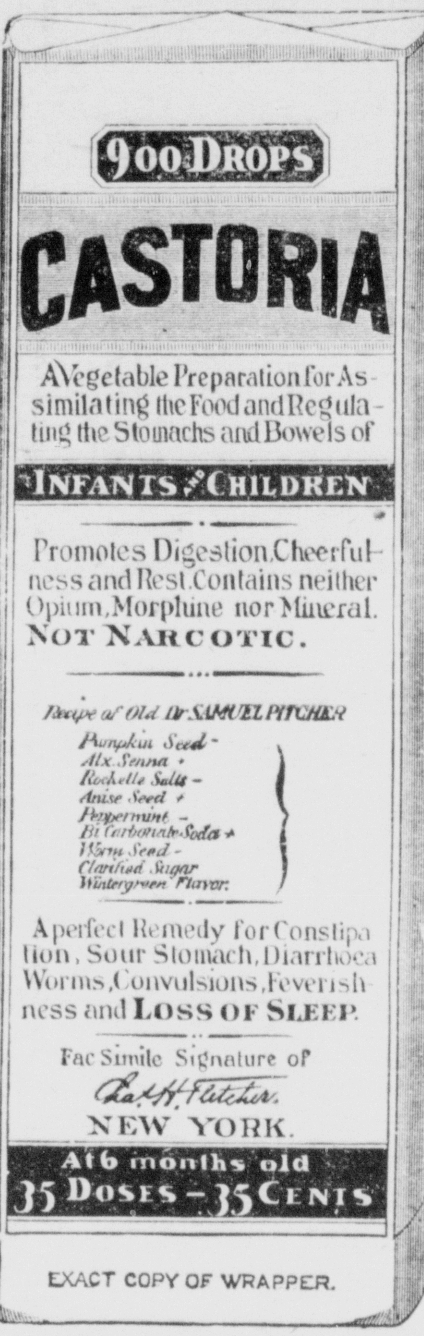 900 DROPS
CASTORIA
AVegetable Preparation for As-
similating the Food and Regula-
ting the Stomachs and Bowels of
INFANTS AND CHILDREN
Promotes Digestion, Cheerful-
ness and Rest. Contains neither
Opium, Morphine nor Mineral.
NOT NARCOTIC.
Recipe of Old Dr SAMUEL PITCHER
Pumpkin Seed -
Alx. Senna +
Rochelle Salts -
Anise Seed +
Peppermint -
Bi Carbonate Soda +
Worm Seed -
Clarified Sugar
Wintergreen Flavor.
A perfect Remedy for Constipa
tion, Sour Stomach, Diarrhoea
Worms, Convulsions, Feverish-
ness and LOSS OF SLEEP.
Fac Simile Signature of
Chas. H. Fletcher.
NEW YORK.
At 6 months old
35 DOSES - 35 CENTS
EXACT COPY OF WRAPPER.